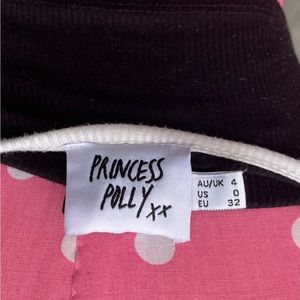 PRINCESS
POLLY xx
AU/UK 4
US 0
EU 32